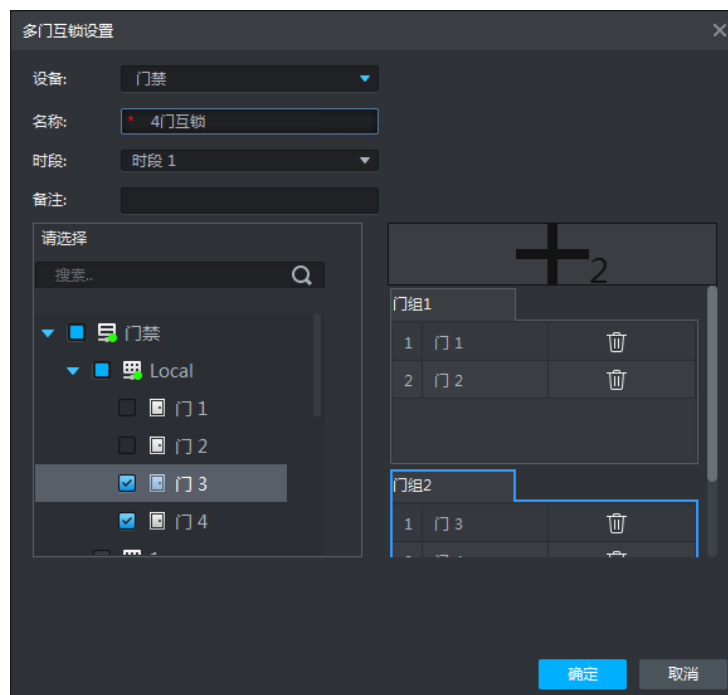 多门互锁设置
设备: 门禁
名称: * 4门互锁
时段: 时段 1
备注:
请选择
搜索..
门禁
Local
门 1
门 2
门 3
门 4
2
门组1
1 门 1
2 门 2
门组2
1 门 3
确定 取消